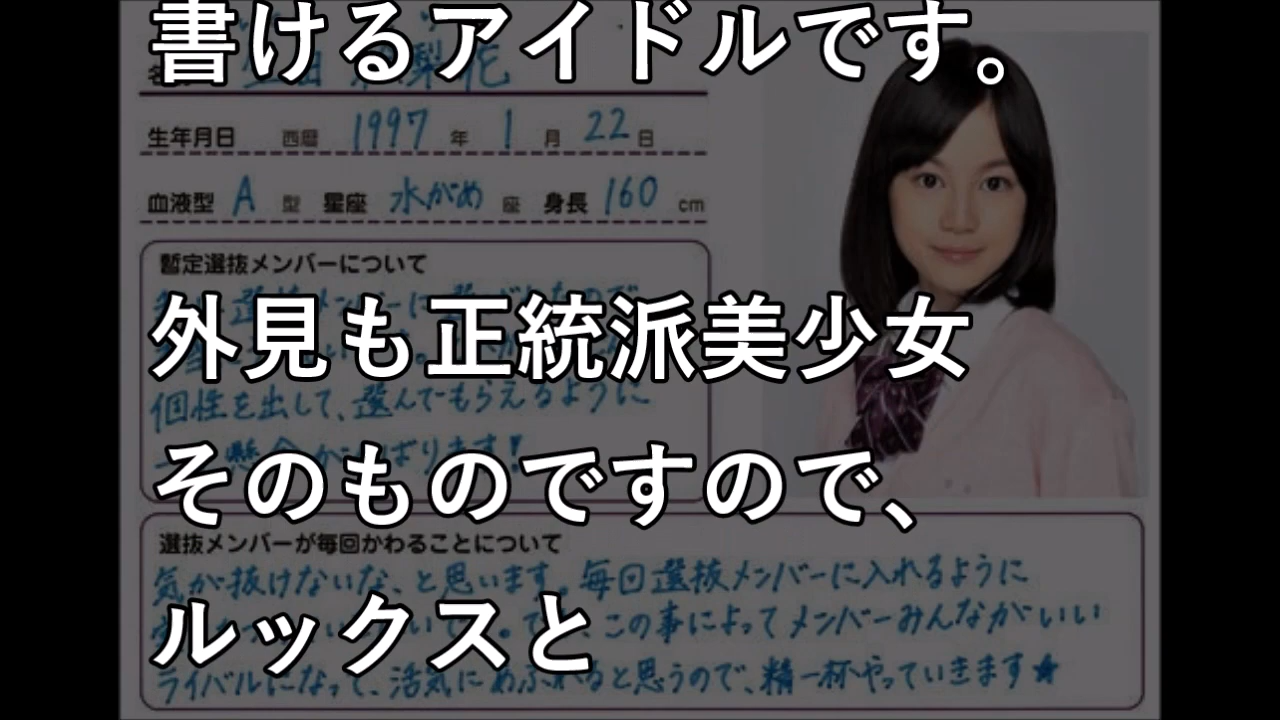 書けるアイドルです。
生年月日 西暦 1997 年 1 月 22 日
血液型 A 型 星座 水がめ 座 身長 160 cm
暫定選抜メンバーについて
外見も正統派美少女
個性を出して、選んでもらえるように
そのものですので、
選抜メンバーが毎回かわることについて
気が抜けないな、と思います。毎回選抜メンバーに入れるように
ルックスと
この事によってメンバーみんながいい
ライバルになって、活気にあふれると思うので、精一杯やっていきます★